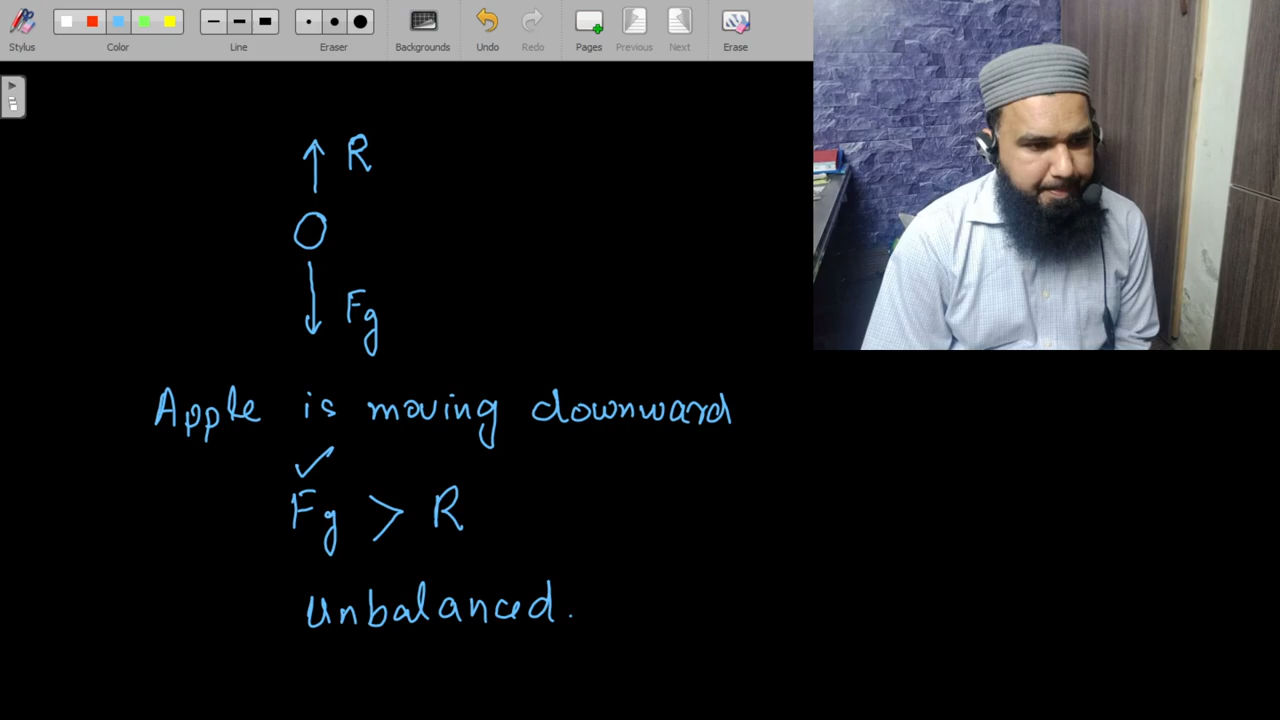 Stylus Color Line Eraser Backgrounds Undo Redo Pages Previous Next Erase
R
Fg
Apple is moving downward
Fg > R
unbalanced.